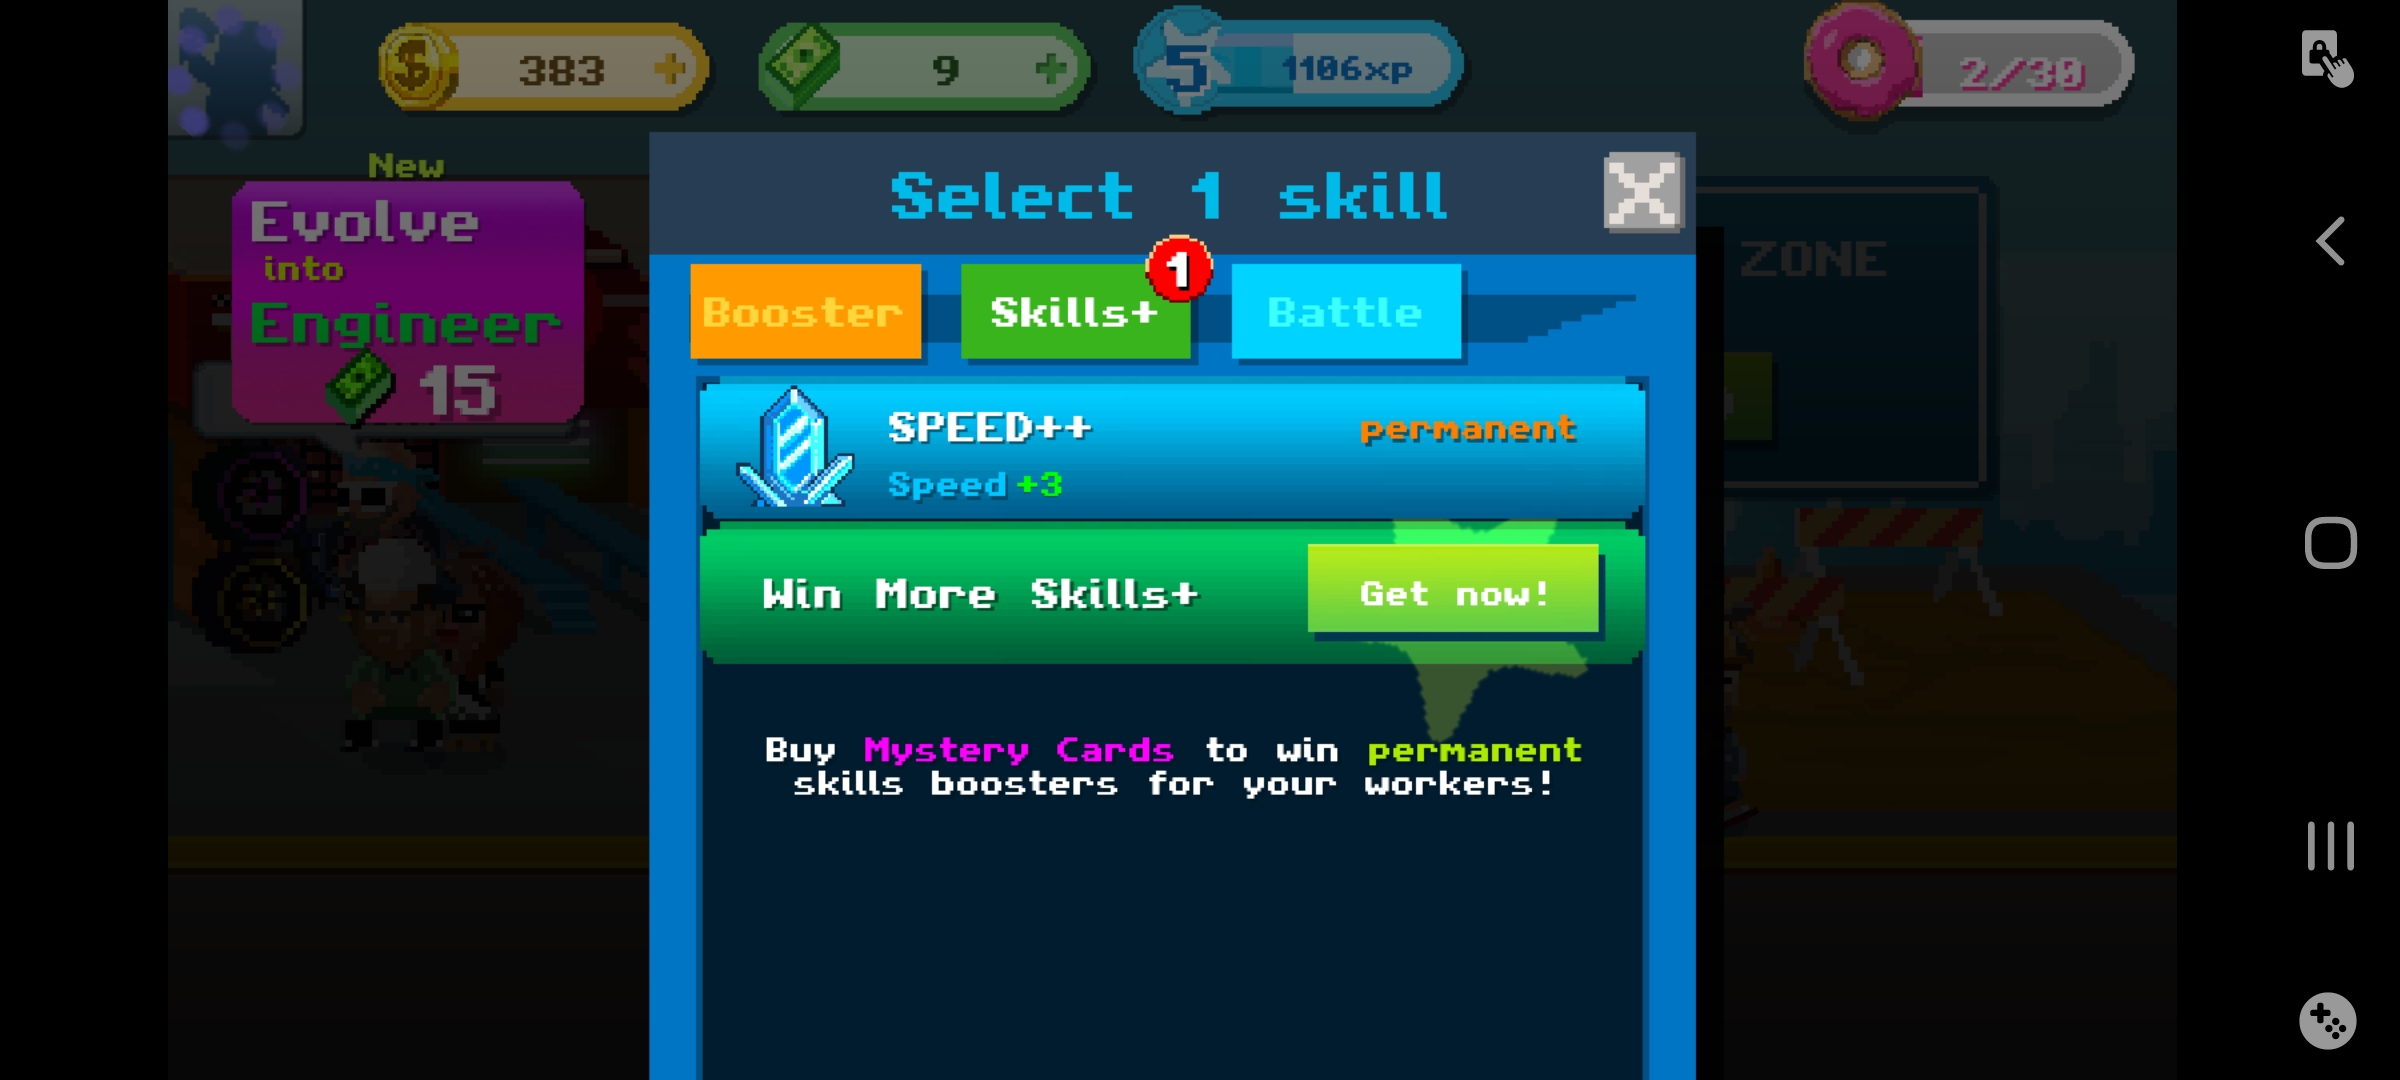 383
9
5
1106xp
2/30
New
Evolve
into
Engineer
15
Select 1 skill
ZONE
Booster
Skills+
1
Battle
SPEED++
permanent
Speed +3
Win More Skills+
Get now!
Buy Mystery Cards to win permanent
skills boosters for your workers!